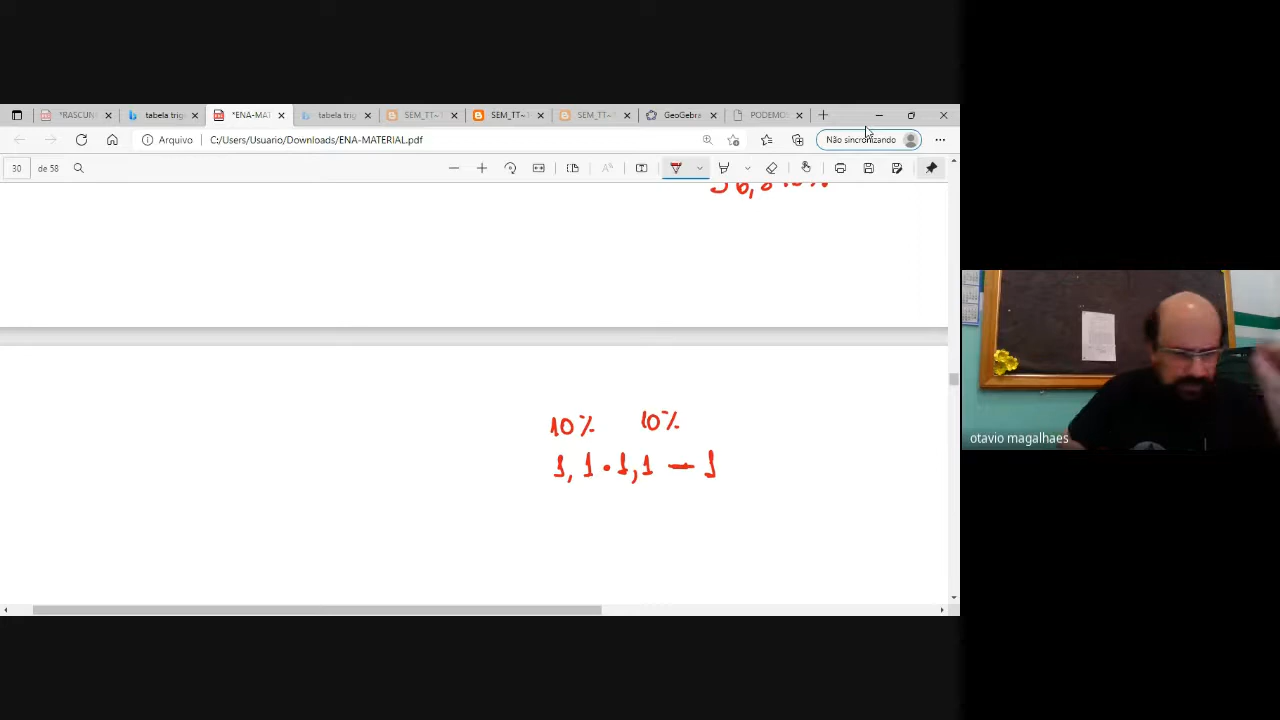 *RASCUN
tabela trig
*ENA-MAT
tabela trig
SEM_TT~
SEM_TT~
SEM_TT~
GeoGebra
PODEMO
Arquivo
C:/Users/Usuario/Downloads/ENA-MATERIAL.pdf
Não sincronizando
30 de 58
10% 10%
1,1 • 1,1 — 1
otavio magalhaes